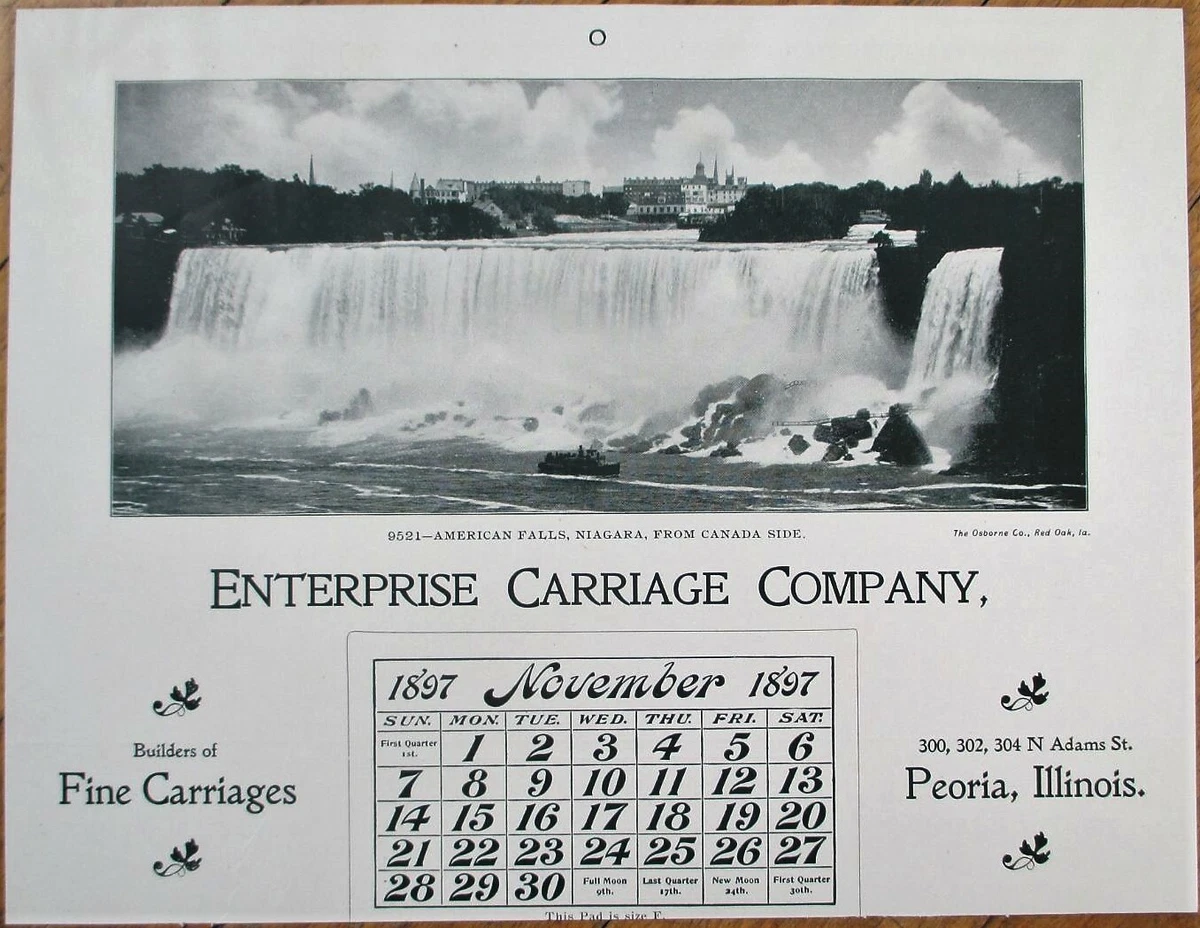 9521—AMERICAN FALLS, NIAGARA, FROM CANADA SIDE.
The Osborne Co., Red Oak, Ia.
ENTERPRISE CARRIAGE COMPANY,
Builders of
Fine Carriages
1897 November 1897
SUN. MON. TUE. WED. THU. FRI. SAT.
First Quarter 1st. 1 2 3 4 5 6
7 8 9 10 11 12 13
14 15 16 17 18 19 20
21 22 23 24 25 26 27
28 29 30 Full Moon 9th. Last Quarter 17th. New Moon 24th. First Quarter 30th.
This Pad is size F.
300, 302, 304 N Adams St.
Peoria, Illinois.